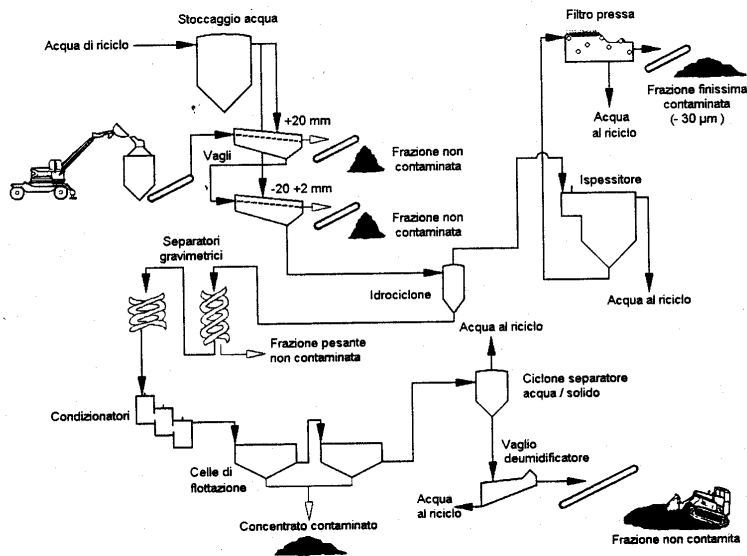 Stoccaggio acqua
Acqua di riciclo
Filtro pressa
Frazione finissima
contaminata
(- 30 µm )
Acqua
al riciclo
+20 mm
Vagli
Frazione non
contaminata
-20 +2 mm
Frazione non
contaminata
Ispessitore
Acqua al riciclo
Separatori
gravimetrici
Idrociclone
Frazione pesante
non contaminata
Acqua al riciclo
Ciclone separatore
acqua / solido
Condizionatori
Celle di
flottazione
Vaglio
deumidificatore
Acqua
al riciclo
Concentrato contaminato
Frazione non contamita